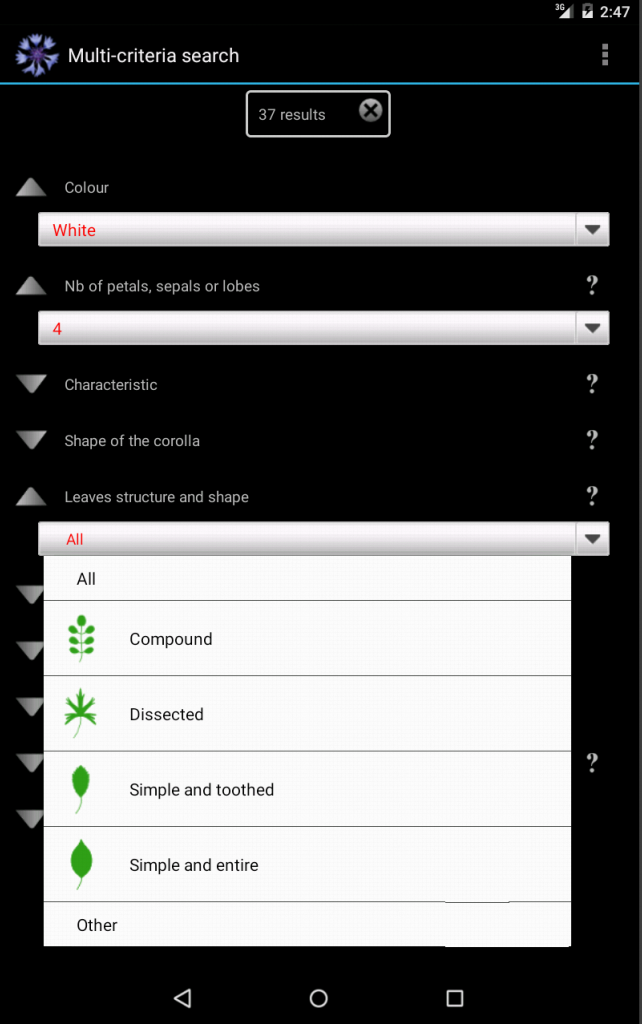 3G 2:47
Multi-criteria search
37 results
Colour
White
Nb of petals, sepals or lobes ?
4
Characteristic ?
Shape of the corolla ?
Leaves structure and shape ?
All
All
Compound
Dissected
?
Simple and toothed
Simple and entire
Other